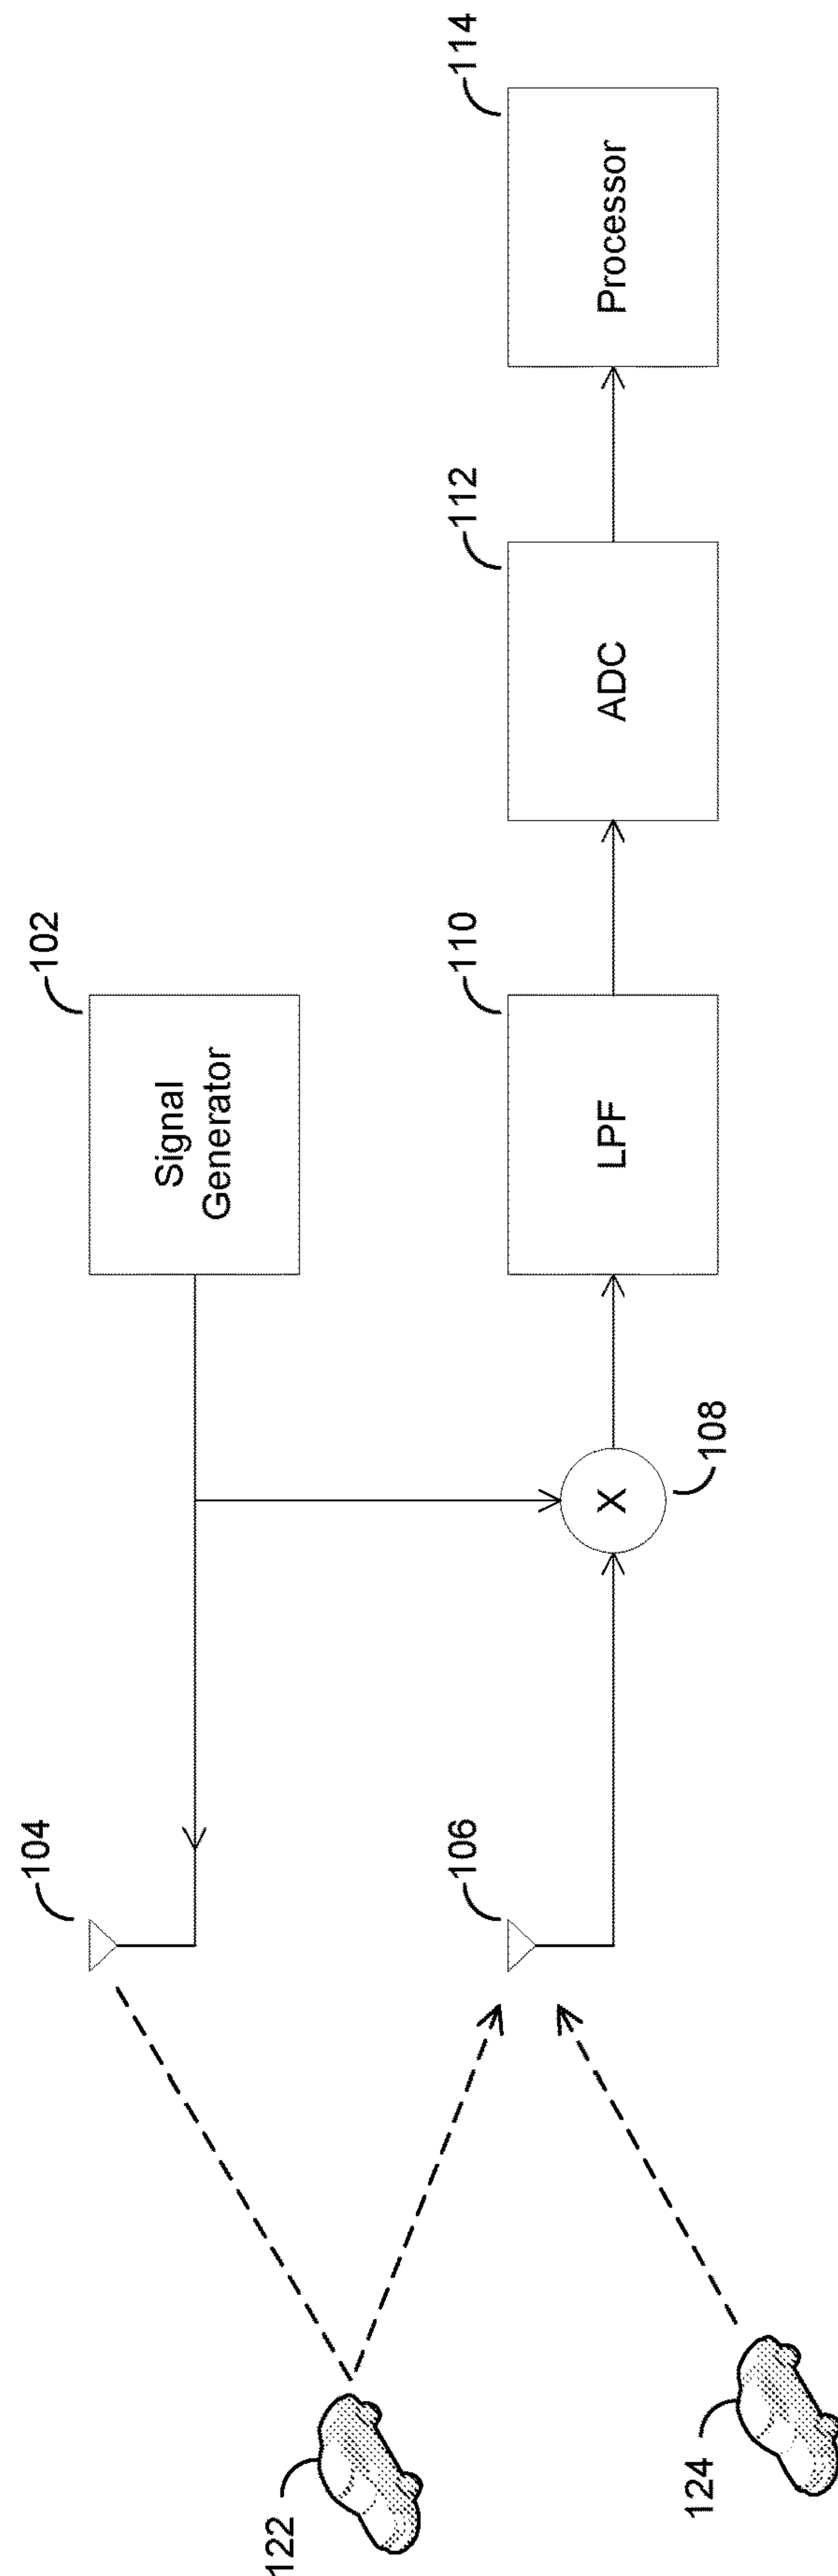 102
Signal
Generator
104
106
X
108
LPF
110
ADC
112
Processor
114
122
124